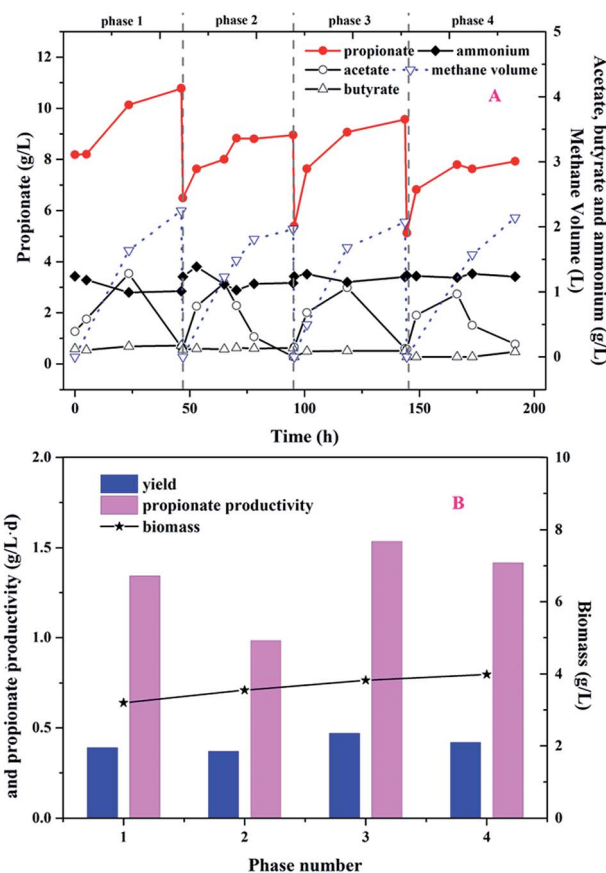 phase 1 phase 2 phase 3 phase 4
propionate ammonium
acetate methane volume
butyrate
A
12
10
8
6
4
2
0
Propionate (g/L)
5
4
3
2
1
0
Acetate, butyrate and ammonium (g/L)
Methane Volume (L)
0 50 100 150 200
Time (h)
2.0
1.5
1.0
0.5
0.0
and propionate productivity (g/L·d)
yield
propionate productivity
biomass
B
10
8
6
4
2
0
Biomass (g/L)
1 2 3 4
Phase number